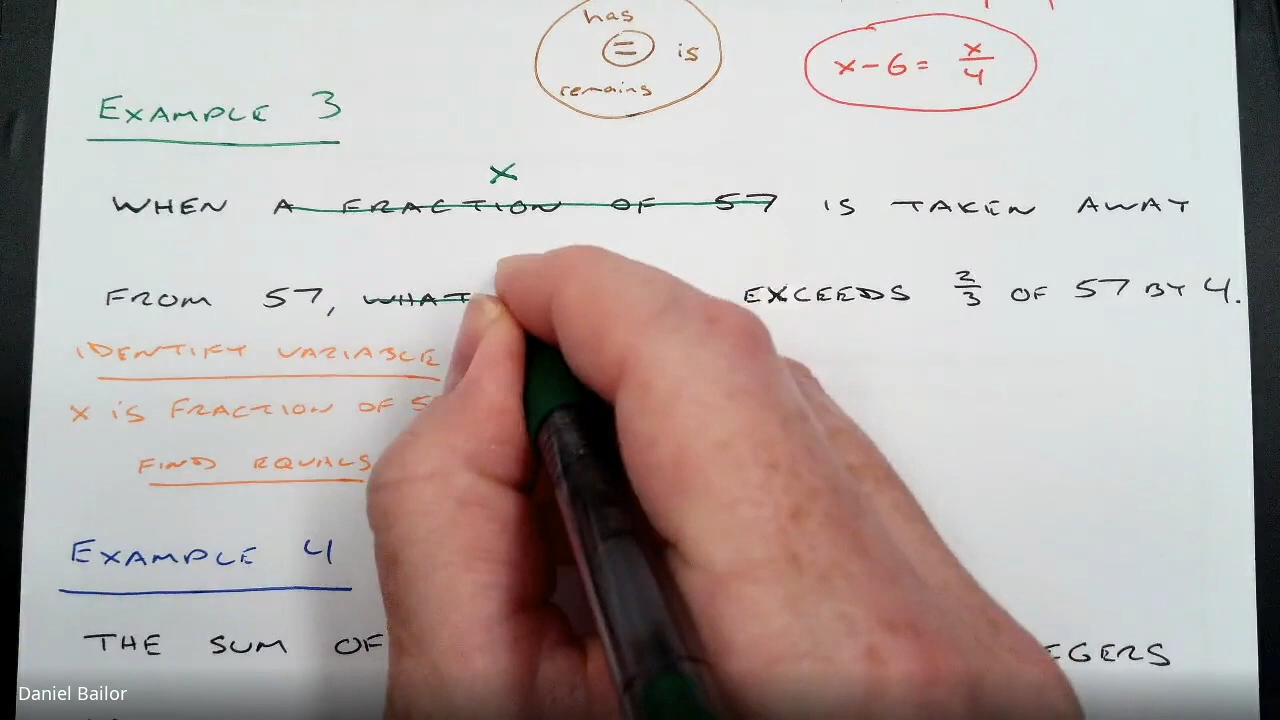 has
= is
remains
x - 6 = x/4
EXAMPLE 3
x
WHEN A FRACTION OF 57 IS TAKEN AWAY
FROM 57, WHAT EXCEEDS 2/3 OF 57 BY 4.
IDENTIFY VARIABLE
X IS FRACTION OF
FIND EQUALS
EXAMPLE 4
THE SUM OF
Daniel Bailor